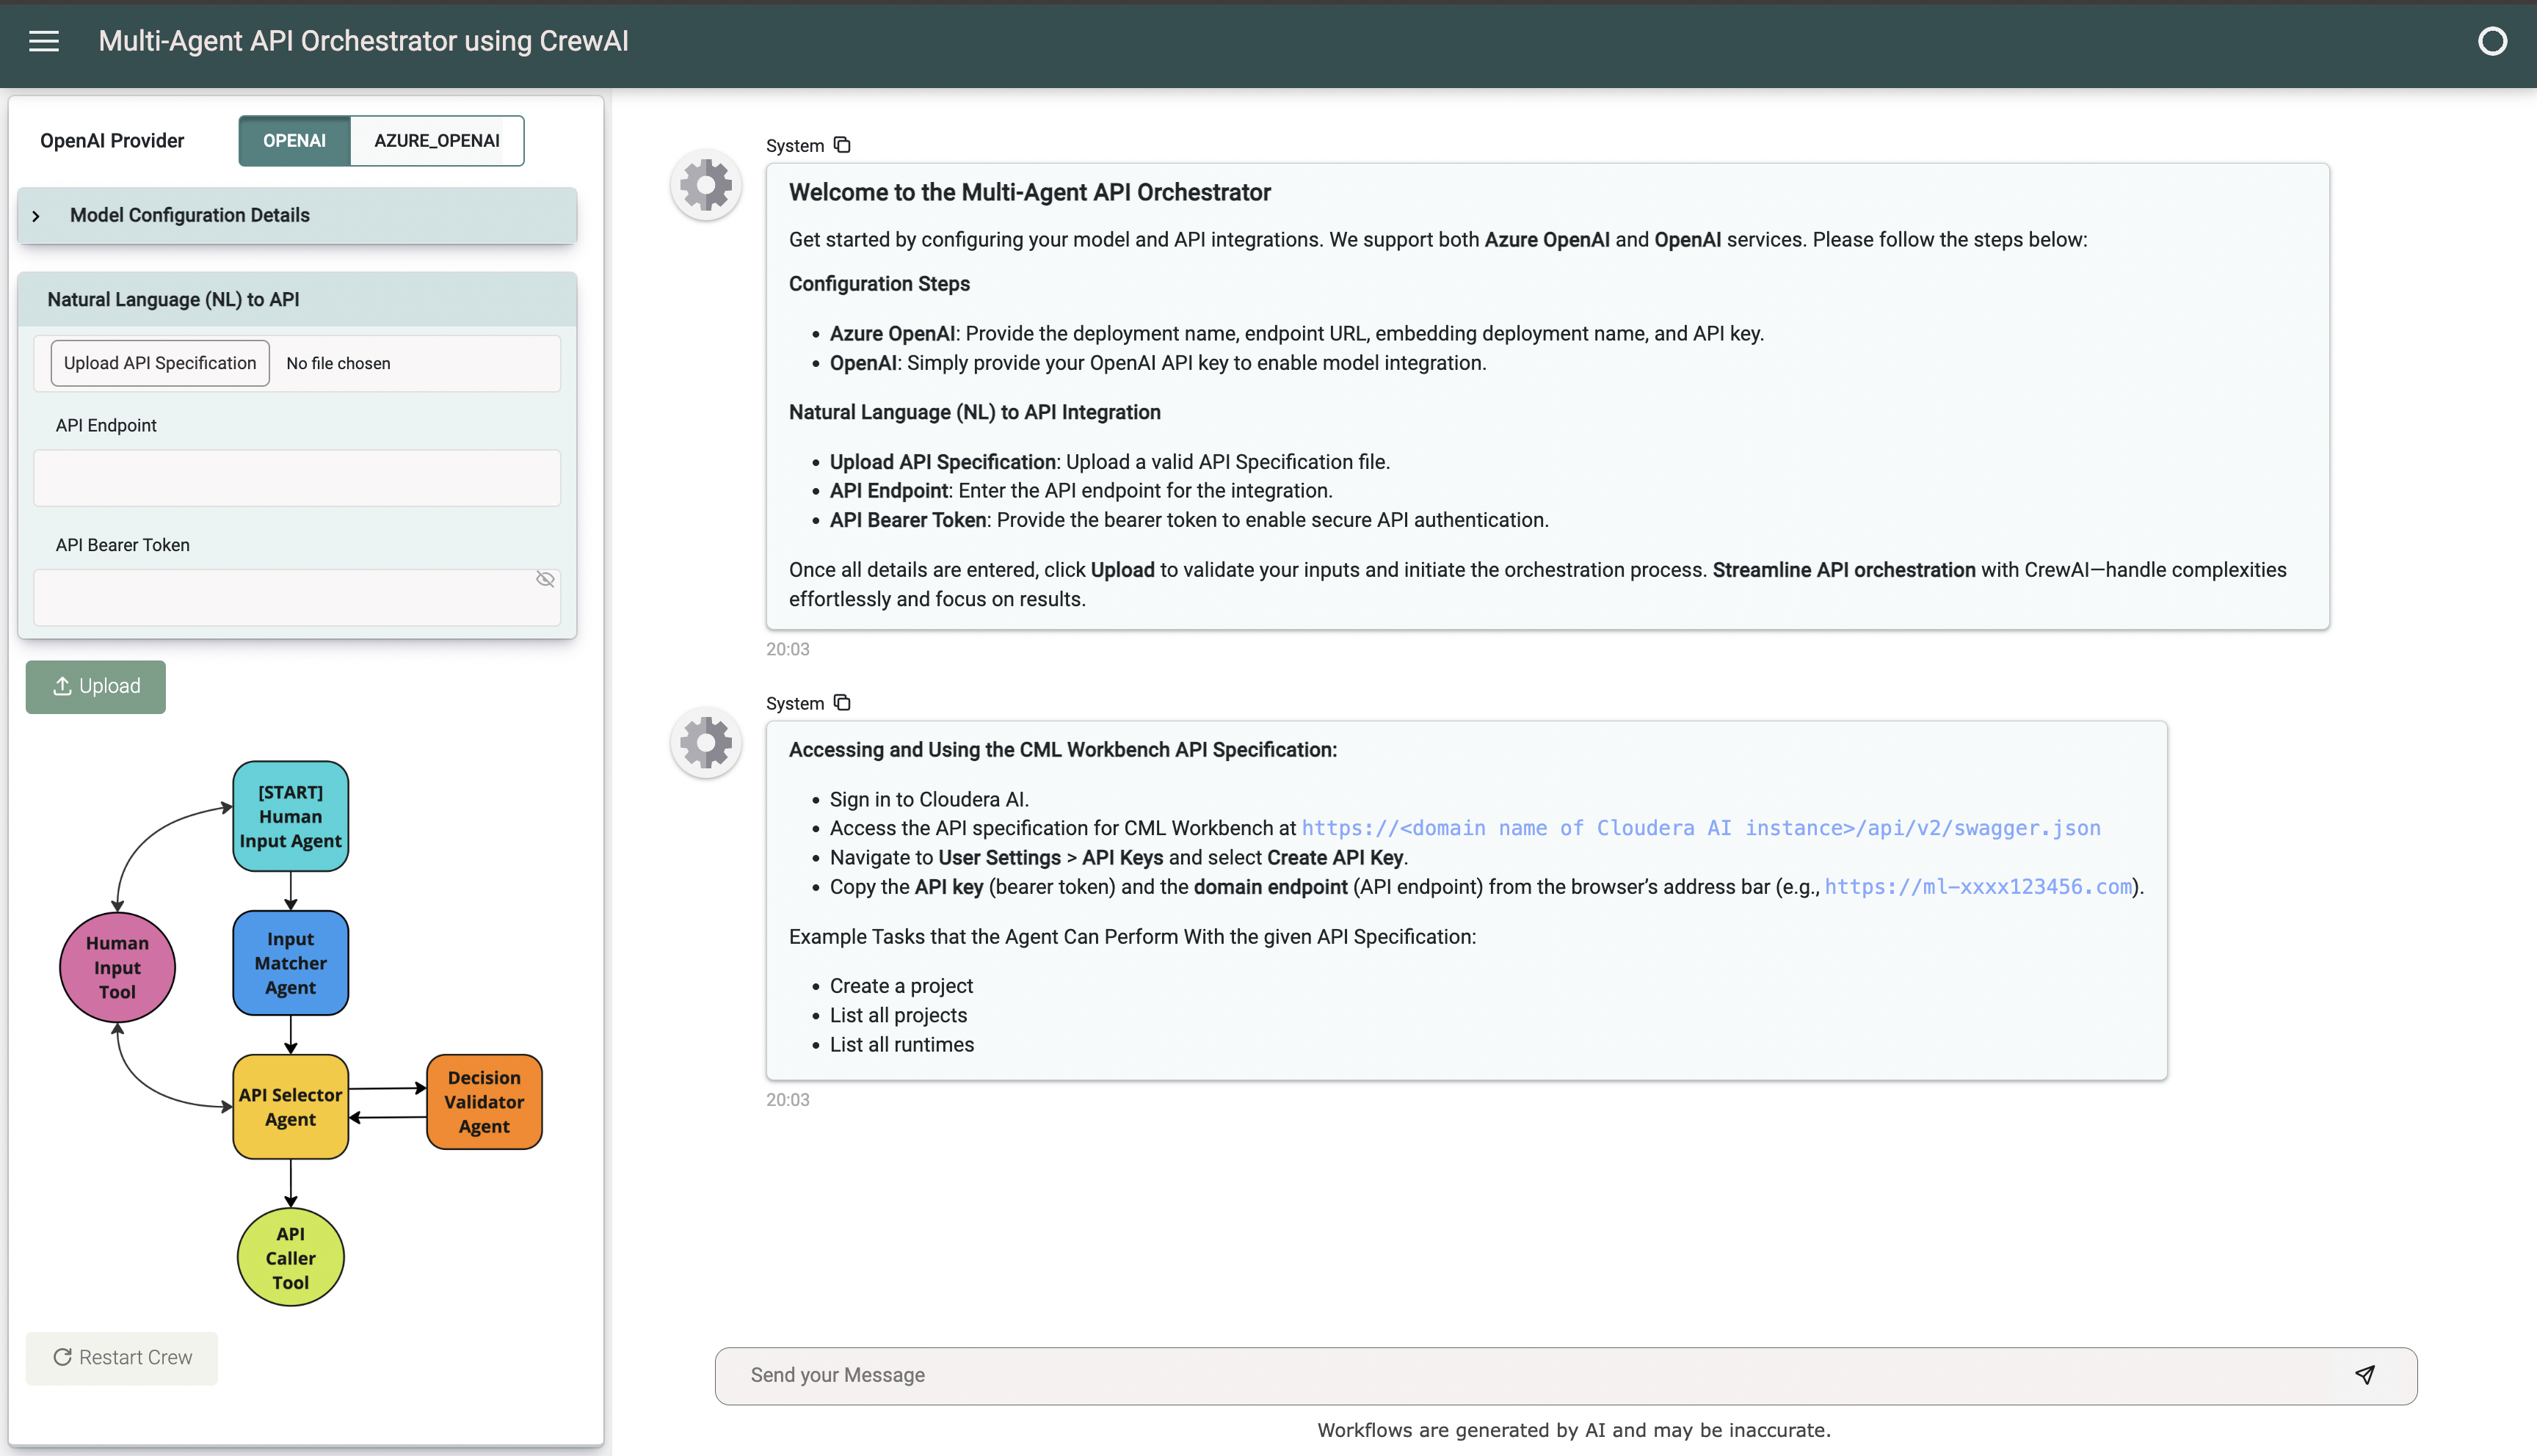 Multi-Agent API Orchestrator using CrewAI
OpenAI Provider
OPENAI
AZURE_OPENAI
Model Configuration Details
Natural Language (NL) to API
Upload API Specification
No file chosen
API Endpoint
API Bearer Token
Upload
[START]
Human
Input Agent
Human
Input
Tool
Input
Matcher
Agent
API Selector
Agent
Decision
Validator
Agent
API
Caller
Tool
Restart Crew
System
Welcome to the Multi-Agent API Orchestrator
Get started by configuring your model and API integrations. We support both Azure OpenAI and OpenAI services. Please follow the steps below:
Configuration Steps
• Azure OpenAI: Provide the deployment name, endpoint URL, embedding deployment name, and API key.
• OpenAI: Simply provide your OpenAI API key to enable model integration.
Natural Language (NL) to API Integration
• Upload API Specification: Upload a valid API Specification file.
• API Endpoint: Enter the API endpoint for the integration.
• API Bearer Token: Provide the bearer token to enable secure API authentication.
Once all details are entered, click Upload to validate your inputs and initiate the orchestration process. Streamline API orchestration with CrewAI—handle complexities
effortlessly and focus on results.
20:03
System
Accessing and Using the CML Workbench API Specification:
• Sign in to Cloudera AI.
• Access the API specification for CML Workbench at https://<domain name of Cloudera AI instance>/api/v2/swagger.json
• Navigate to User Settings > API Keys and select Create API Key.
• Copy the API key (bearer token) and the domain endpoint (API endpoint) from the browser’s address bar (e.g., https://ml-xxxx123456.com).
Example Tasks that the Agent Can Perform With the given API Specification:
• Create a project
• List all projects
• List all runtimes
20:03
Send your Message
Workflows are generated by AI and may be inaccurate.